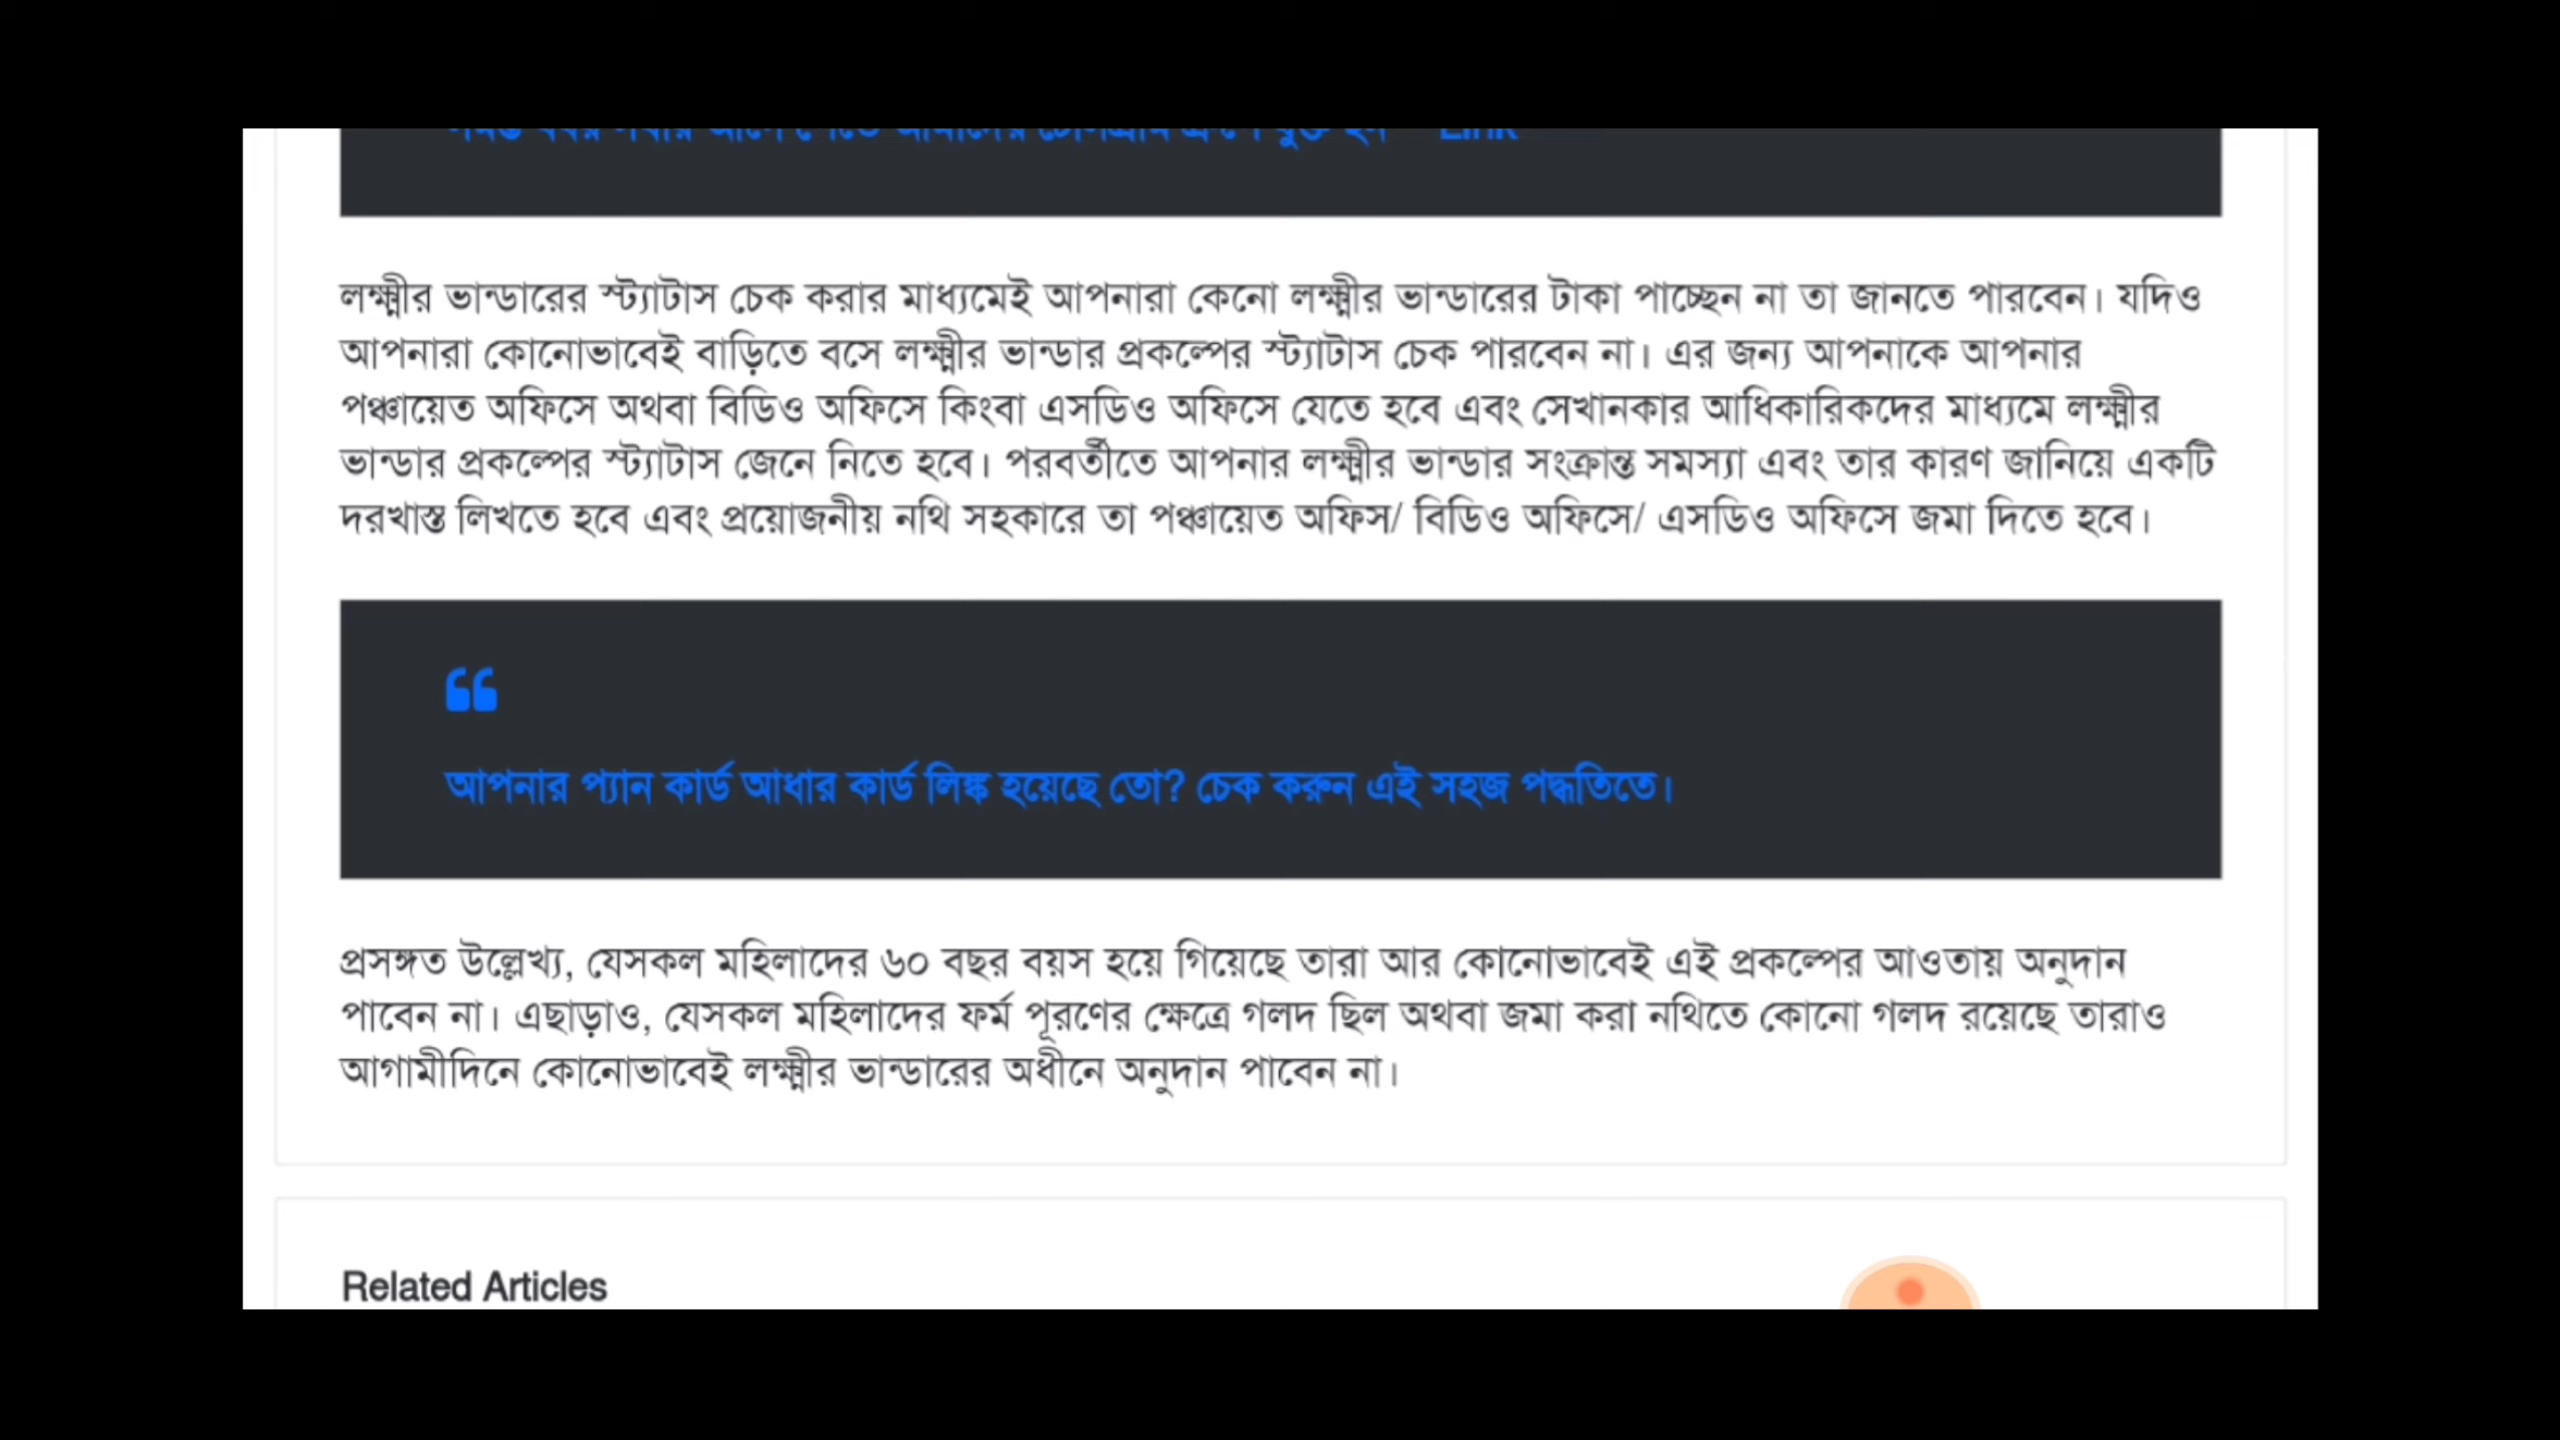 লক্ষ্মীর ভান্ডারের স্ট্যাটাস চেক করার মাধ্যমেই আপনারা কেনো লক্ষ্মীর ভান্ডারের টাকা পাচ্ছেন না তা জানতে পারবেন। যদিও
আপনারা কোনোভাবেই বাড়িতে বসে লক্ষ্মীর ভান্ডার প্রকল্পের স্ট্যাটাস চেক পারবেন না। এর জন্য আপনাকে আপনার
পঞ্চায়েত অফিসে অথবা বিডিও অফিসে কিংবা এসডিও অফিসে যেতে হবে এবং সেখানকার আধিকারিকদের মাধ্যমে লক্ষ্মীর
ভান্ডার প্রকল্পের স্ট্যাটাস জেনে নিতে হবে। পরবর্তীতে আপনার লক্ষ্মীর ভান্ডার সংক্রান্ত সমস্যা এবং তার কারণ জানিয়ে একটি
দরখাস্ত লিখতে হবে এবং প্রয়োজনীয় নথি সহকারে তা পঞ্চায়েত অফিস/ বিডিও অফিসে/ এসডিও অফিসে জমা দিতে হবে।
“
আপনার প্যান কার্ড আধার কার্ড লিঙ্ক হয়েছে তো? চেক করুন এই সহজ পদ্ধতিতে।
প্রসঙ্গত উল্লেখ্য, যেসকল মহিলাদের ৬০ বছর বয়স হয়ে গিয়েছে তারা আর কোনোভাবেই এই প্রকল্পের আওতায় অনুদান
পাবেন না। এছাড়াও, যেসকল মহিলাদের ফর্ম পূরণের ক্ষেত্রে গলদ ছিল অথবা জমা করা নথিতে কোনো গলদ রয়েছে তারাও
আগামীদিনে কোনোভাবেই লক্ষ্মীর ভান্ডারের অধীনে অনুদান পাবেন না।
Related Articles